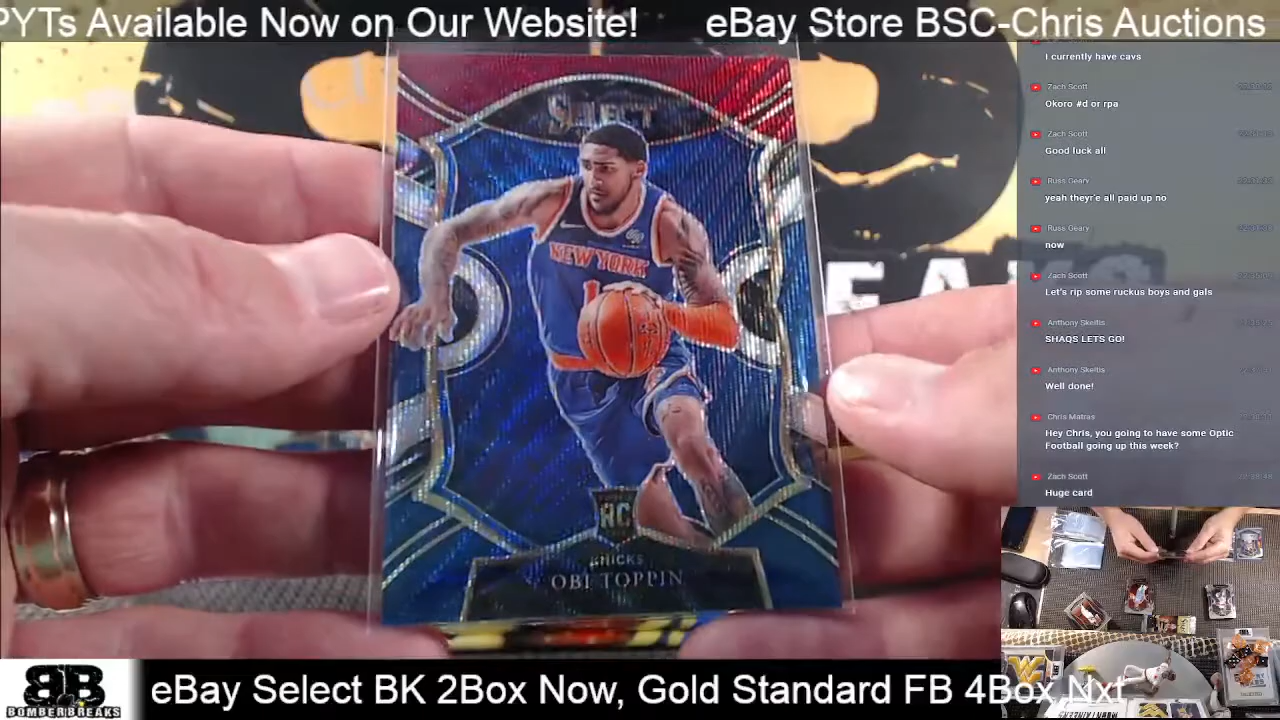 PYTs Available Now on Our Website! eBay Store BSC-Chris Auctions
I currently have cavs
Zach Scott
Okoro #d or rpa
Zach Scott
Good luck all
Russ Geary
yeah theyr'e all paid up no
Russ Geary
now
Zach Scott
Let's rip some ruckus boys and gals
Anthony Skeltis
SHAQS LETS GO!
Anthony Skeltis
Well done!
Chris Matras
Hey Chris, you going to have some Optic
Football going up this week?
Zach Scott
Huge card
SELECT
NEW YORK
1
RC
KNICKS
OBI TOPPIN
BB
BOMBERBREAKS
eBay Select BK 2Box Now, Gold Standard FB 4Box Nxt